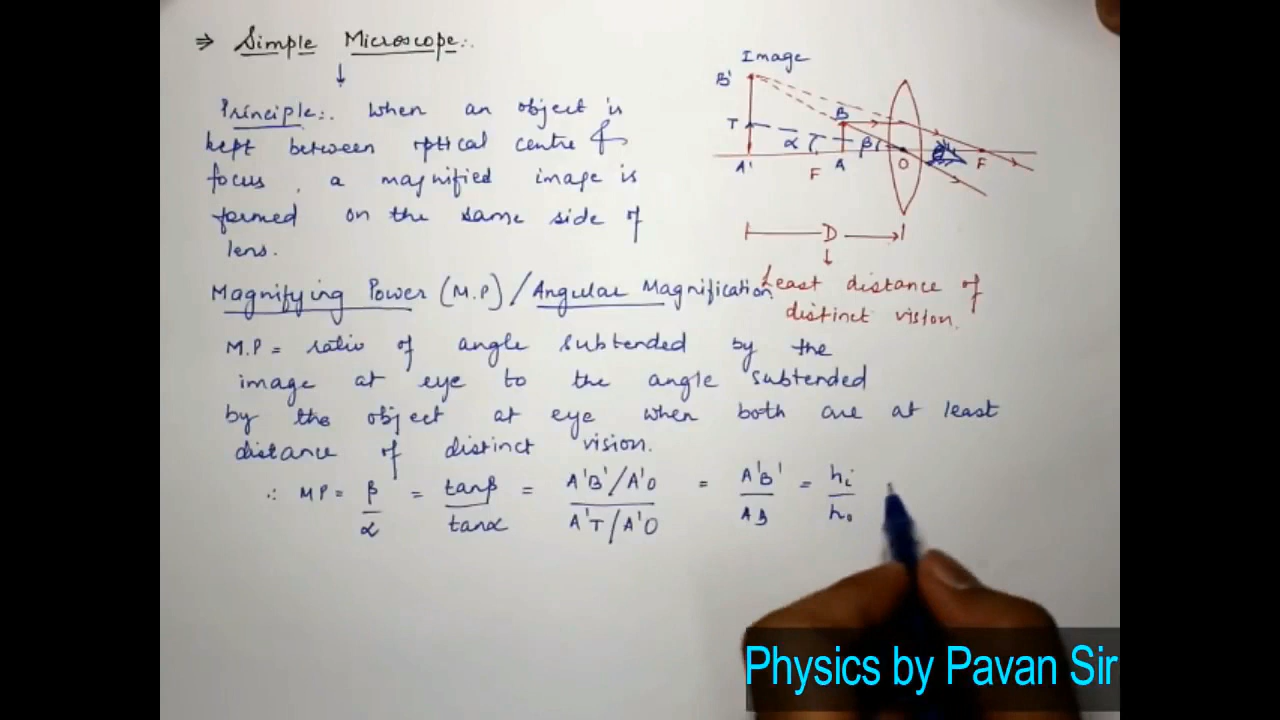 ⇒ Simple Microscope:.
↓
Principle:. When an object is
kept between optical centre &
focus, a magnified image is
formed on the same side of
lens.
Image
B'
T
A'
α
F
B
A
β
O
F
D
↓
Least distance of
distinct vision.
Magnifying Power (M.P) / Angular Magnification
M.P = ratio of angle subtended by the
image at eye to the angle subtended
by the object at eye when both are at least
distance of distinct vision.
∴ MP = β/α = tanβ/tanα = (A'B'/A'O)/(A'T/A'O) = A'B'/AB = hi/ho
Physics by Pavan Sir